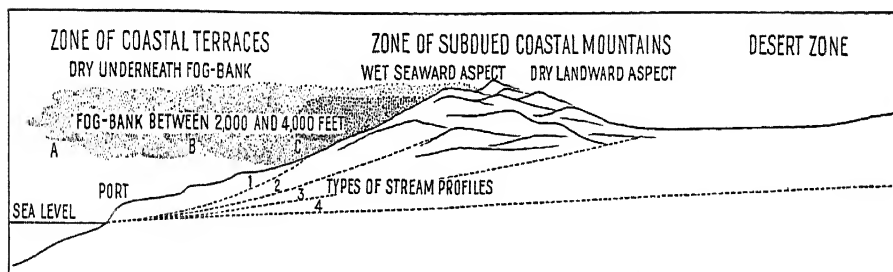 ZONE OF COASTAL TERRACES
ZONE OF SUBDUED COASTAL MOUNTAINS
DESERT ZONE
DRY UNDERNEATH FOG-BANK
WET SEAWARD ASPECT
DRY LANDWARD ASPECT
FOG-BANK BETWEEN 2,000 AND 4,000 FEET
A
B
C
PORT
1
2
3
4
TYPES OF STREAM PROFILES
SEA LEVEL